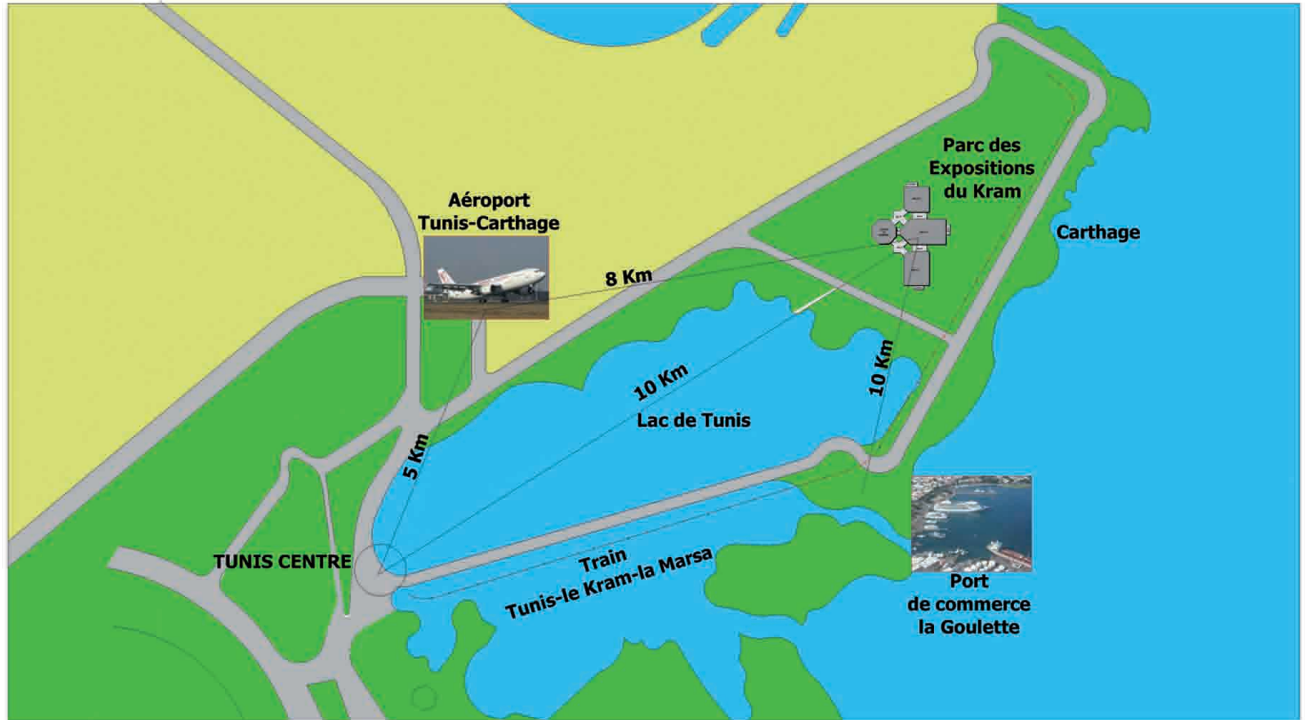 Parc des
Expositions
du Kram
Aéroport
Tunis-Carthage
Carthage
8 Km
10 Km
10 Km
Lac de Tunis
5 Km
TUNIS CENTRE
Train
Tunis-le Kram-la Marsa
Port
de commerce
la Goulette